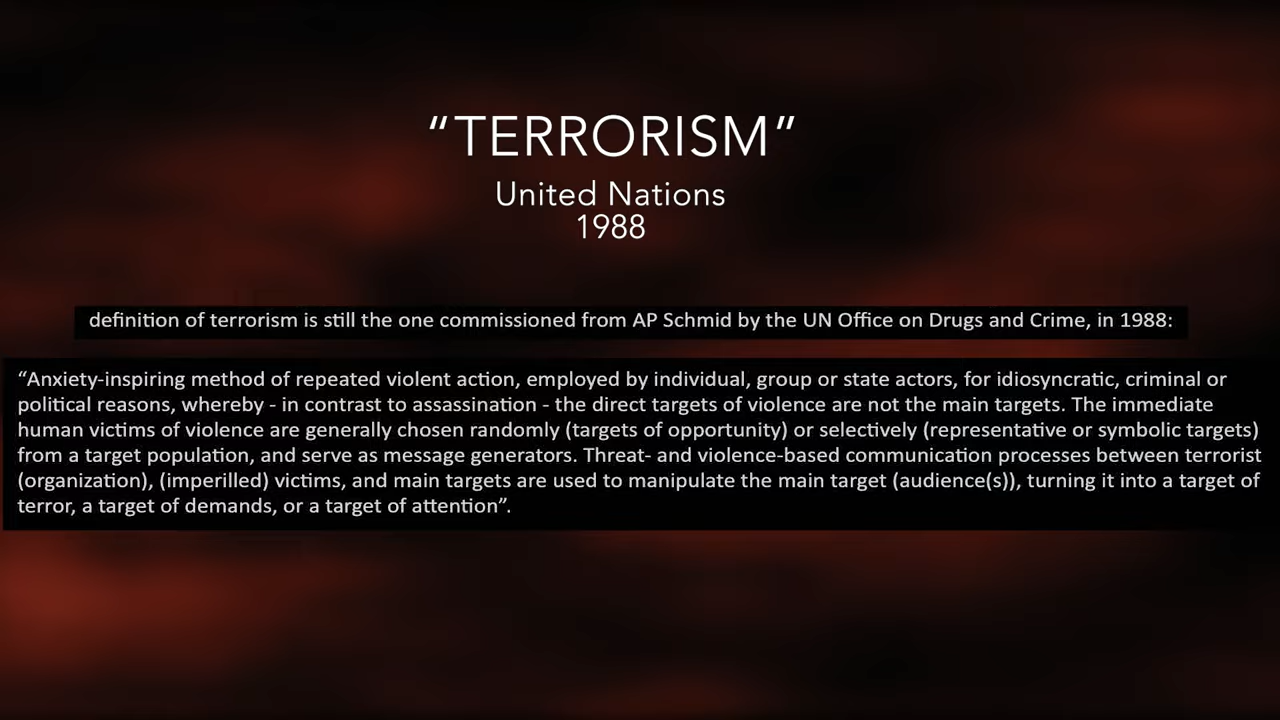 “TERRORISM”
United Nations
1988
definition of terrorism is still the one commissioned from AP Schmid by the UN Office on Drugs and Crime, in 1988:
“Anxiety-inspiring method of repeated violent action, employed by individual, group or state actors, for idiosyncratic, criminal or
political reasons, whereby - in contrast to assassination - the direct targets of violence are not the main targets. The immediate
human victims of violence are generally chosen randomly (targets of opportunity) or selectively (representative or symbolic targets)
from a target population, and serve as message generators. Threat- and violence-based communication processes between terrorist
(organization), (imperilled) victims, and main targets are used to manipulate the main target (audience(s)), turning it into a target of
terror, a target of demands, or a target of attention”.